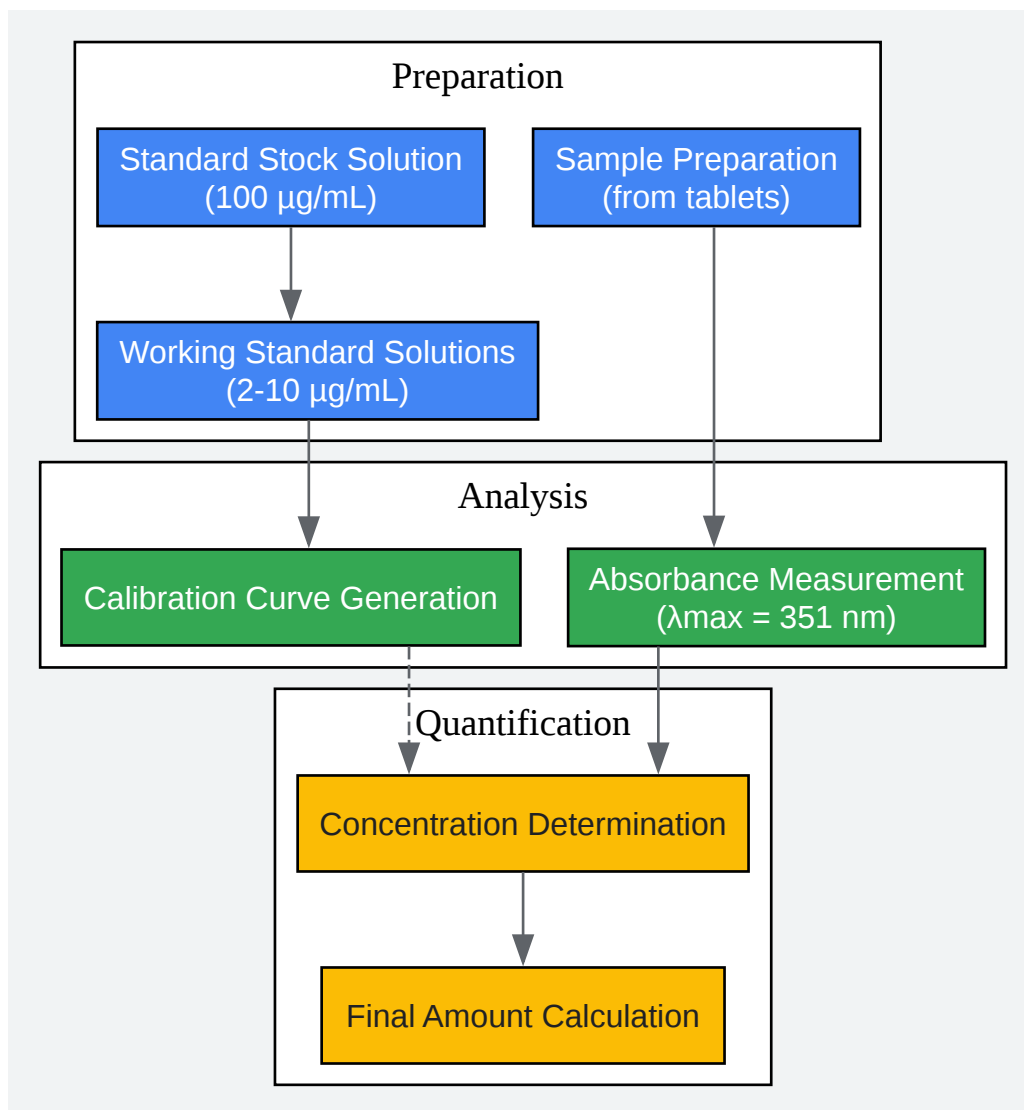 Preparation
Standard Stock Solution
(100 µg/mL)
Sample Preparation
(from tablets)
Working Standard Solutions
(2-10 µg/mL)
Analysis
Calibration Curve Generation
Absorbance Measurement
(λmax = 351 nm)
Quantification
Concentration Determination
Final Amount Calculation